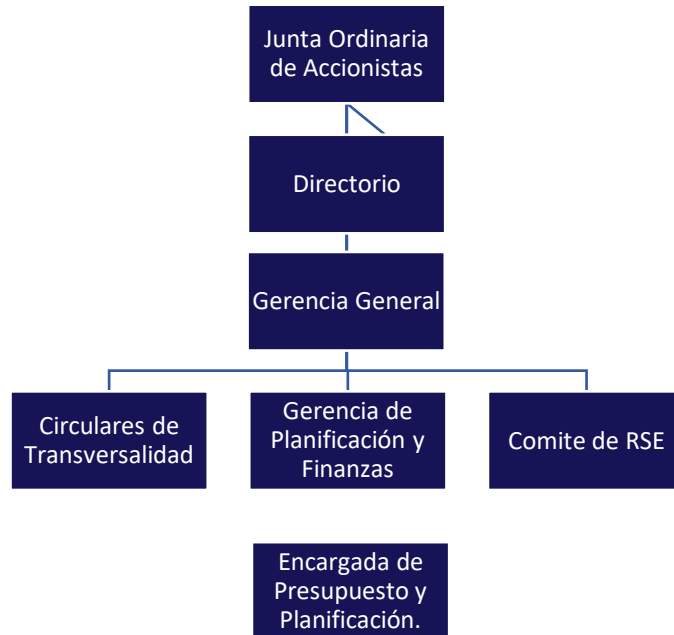 Junta Ordinaria
de Accionistas
Directorio
Gerencia General
Circulares de
Transversalidad
Gerencia de
Planificación y
Finanzas
Comite de RSE
Encargada de
Presupuesto y
Planificación.